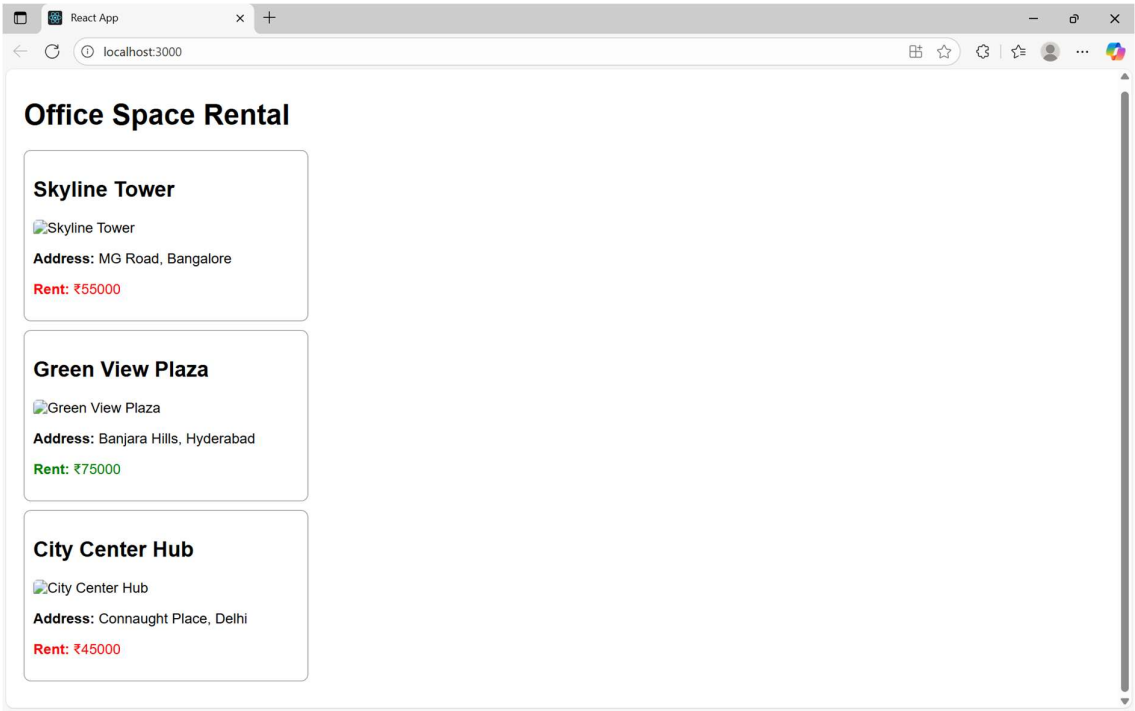 React App
localhost:3000
Office Space Rental
Skyline Tower
Skyline Tower
Address: MG Road, Bangalore
Rent: ₹55000
Green View Plaza
Green View Plaza
Address: Banjara Hills, Hyderabad
Rent: ₹75000
City Center Hub
City Center Hub
Address: Connaught Place, Delhi
Rent: ₹45000